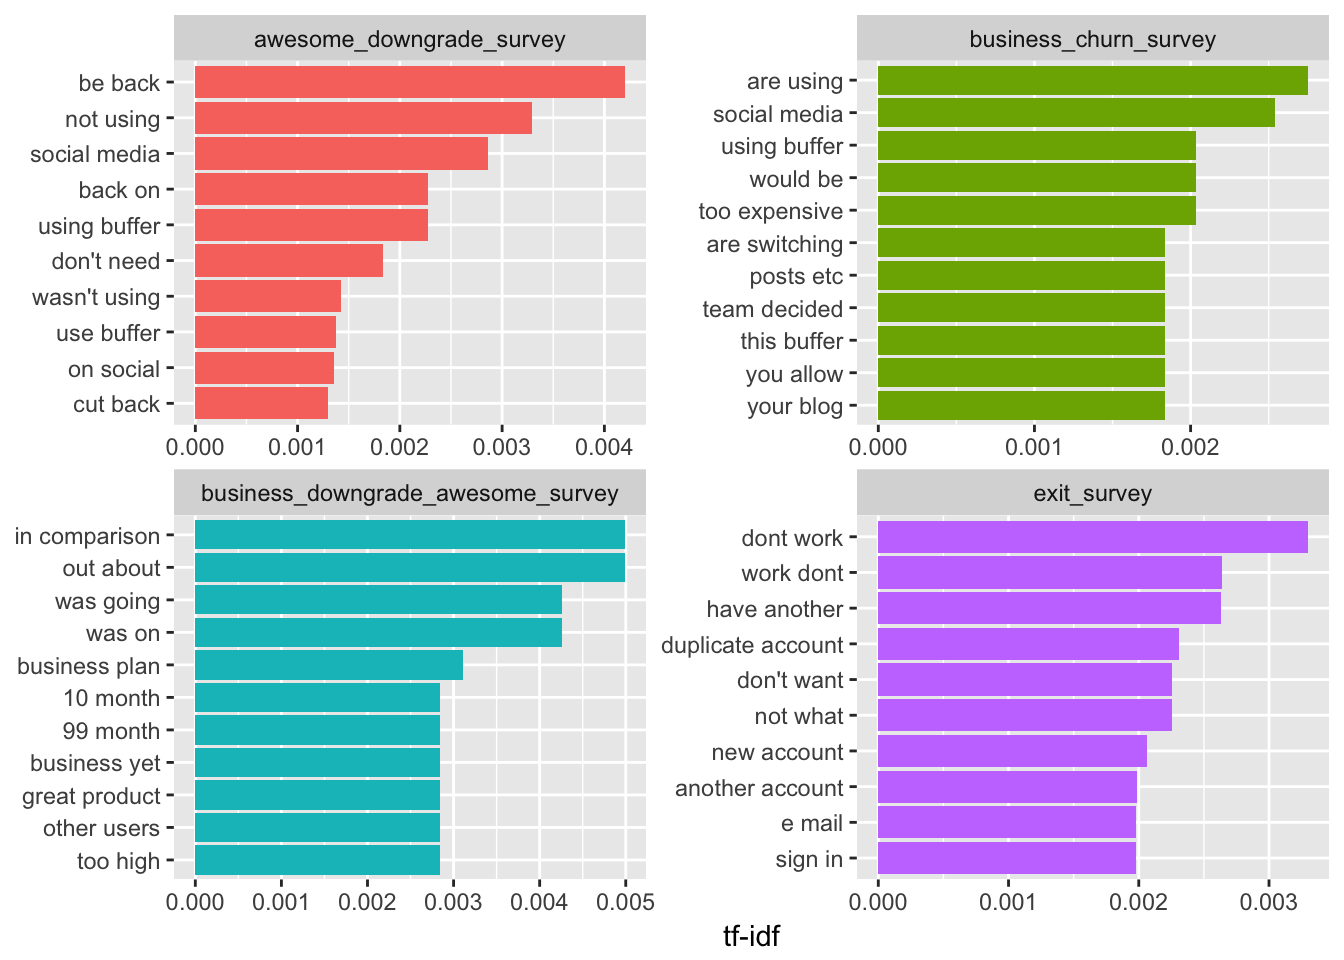 awesome_downgrade_survey
be back
not using
social media
back on
using buffer
don't need
wasn't using
use buffer
on social
cut back
0.000 0.001 0.002 0.003 0.004
business_churn_survey
are using
social media
using buffer
would be
too expensive
are switching
posts etc
team decided
this buffer
you allow
your blog
0.000 0.001 0.002
business_downgrade_awesome_survey
in comparison
out about
was going
was on
business plan
10 month
99 month
business yet
great product
other users
too high
0.000 0.001 0.002 0.003 0.004 0.005
exit_survey
dont work
work dont
have another
duplicate account
don't want
not what
new account
another account
e mail
sign in
0.000 0.001 0.002 0.003
tf-idf